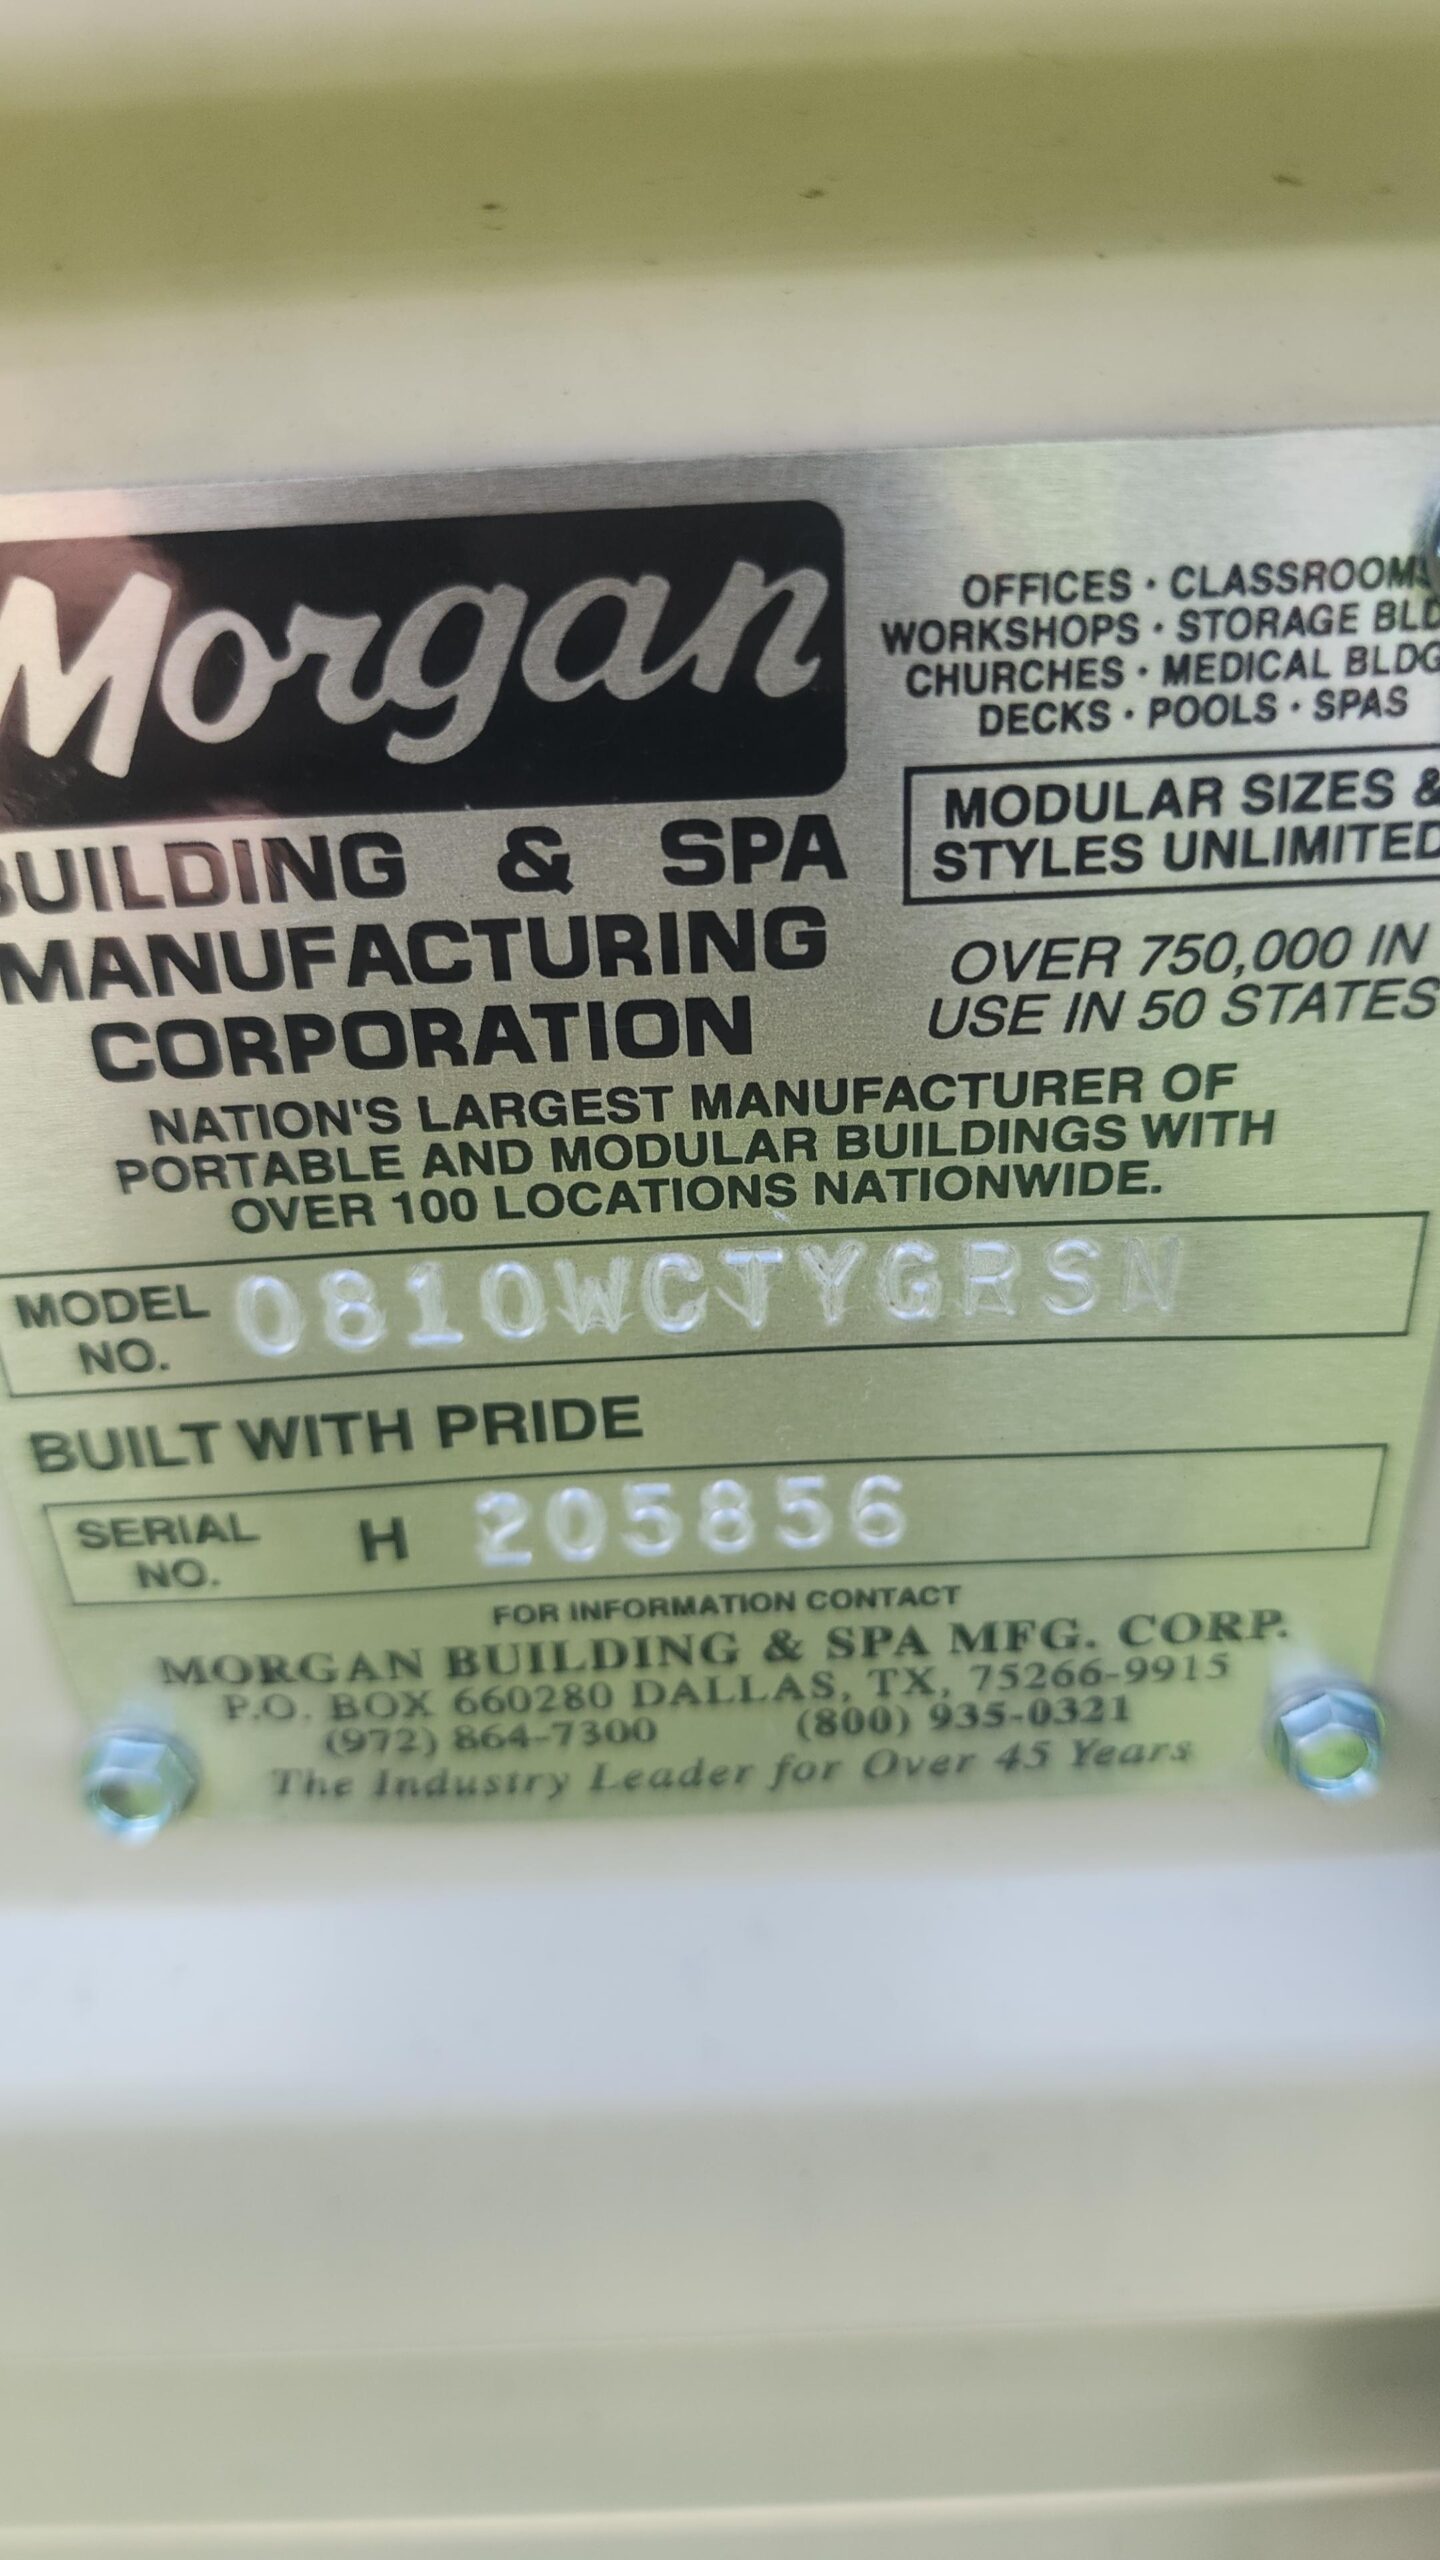 Morgan
BUILDING & SPA
MANUFACTURING
CORPORATION
OFFICES · CLASSROOMS
WORKSHOPS · STORAGE BLD
CHURCHES · MEDICAL BLDG
DECKS · POOLS · SPAS
MODULAR SIZES &
STYLES UNLIMITED
OVER 750,000 IN
USE IN 50 STATES
NATION'S LARGEST MANUFACTURER OF
PORTABLE AND MODULAR BUILDINGS WITH
OVER 100 LOCATIONS NATIONWIDE.
MODEL NO. 0810WCTYGRSN
BUILT WITH PRIDE
SERIAL NO. H 205856
FOR INFORMATION CONTACT
MORGAN BUILDING & SPA MFG. CORP.
P.O. BOX 660280 DALLAS, TX, 75266-9915
(972) 864-7300 (800) 935-0321
The Industry Leader for Over 45 Years